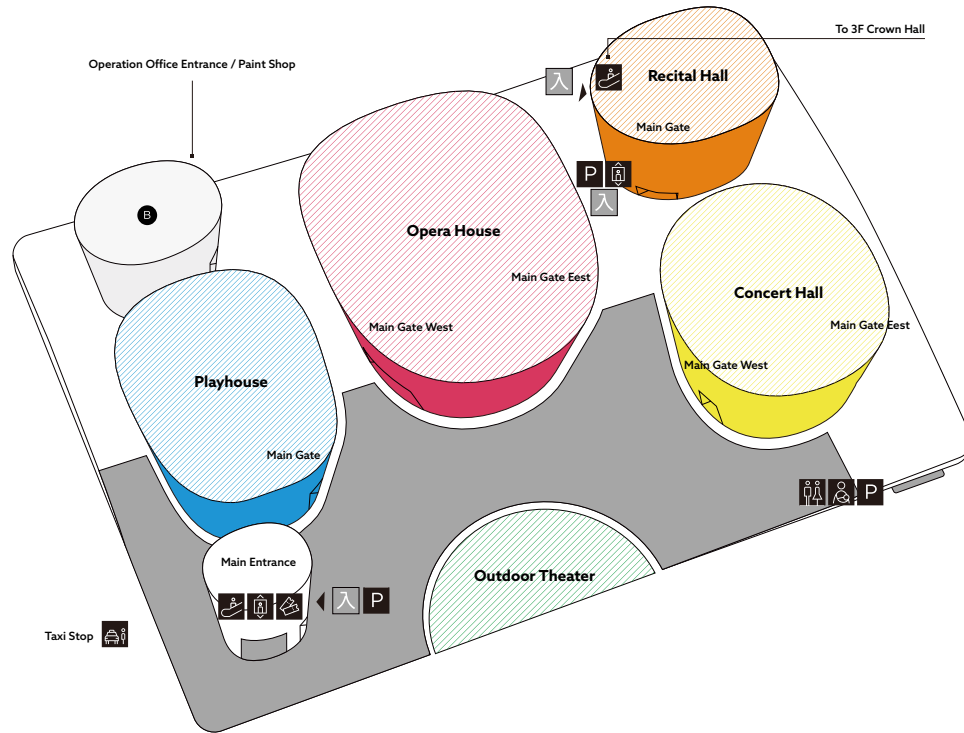 To 3F Crown Hall
Operation Office Entrance / Paint Shop
入
Recital Hall
Main Gate
P
入
B
Opera House
Main Gate Eest
Main Gate West
Concert Hall
Main Gate Eest
Main Gate West
Playhouse
Main Gate
P
Main Entrance
Outdoor Theater
入 P
Taxi Stop